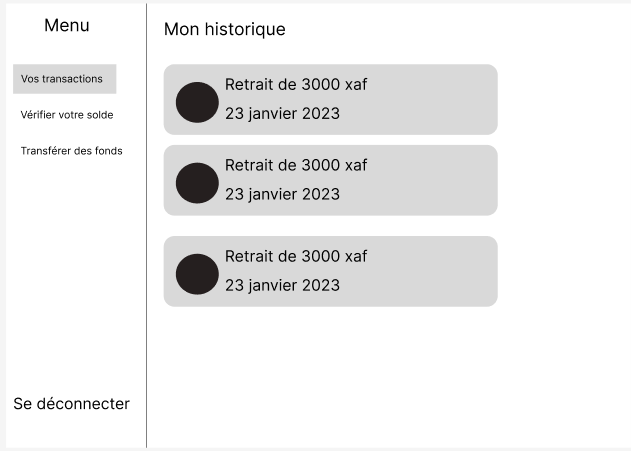 Menu
Vos transactions
Vérifier votre solde
Transférer des fonds
Se déconnecter
Mon historique
Retrait de 3000 xaf
23 janvier 2023
Retrait de 3000 xaf
23 janvier 2023
Retrait de 3000 xaf
23 janvier 2023